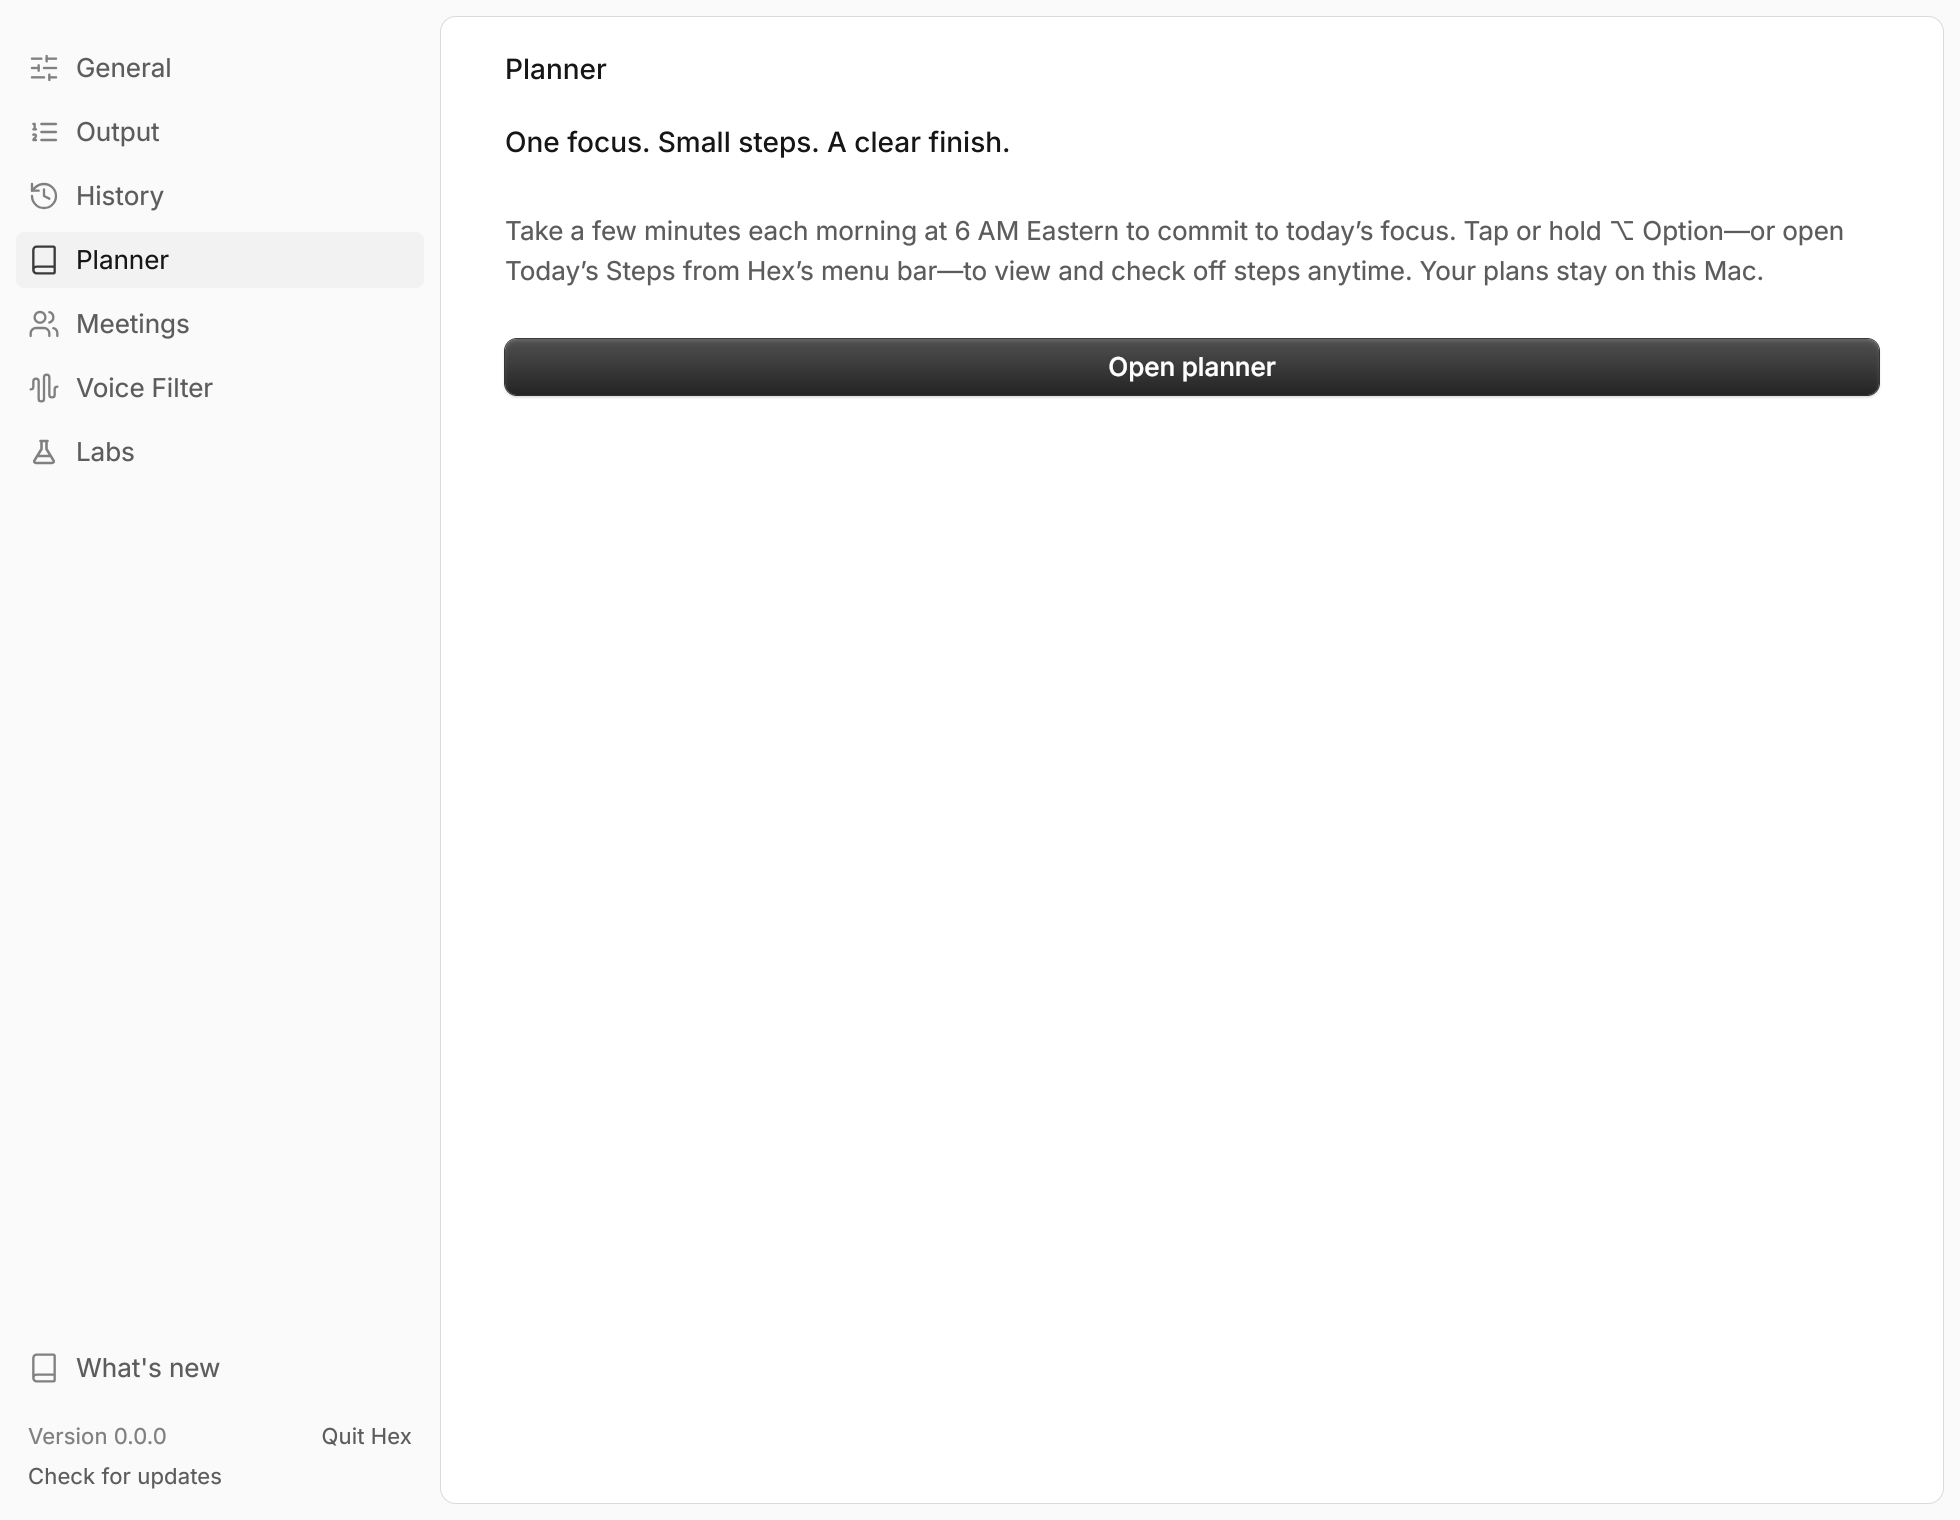 General
Output
History
Planner
Meetings
Voice Filter
Labs
What's new
Version 0.0.0
Quit Hex
Check for updates
Planner
One focus. Small steps. A clear finish.
Take a few minutes each morning at 6 AM Eastern to commit to today’s focus. Tap or hold ⌥ Option—or open
Today’s Steps from Hex’s menu bar—to view and check off steps anytime. Your plans stay on this Mac.
Open planner